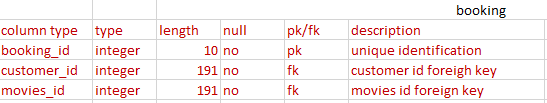 booking
column type type length null pk/fk description
booking_id integer 10 no pk unique identification
customer_id integer 191 no fk customer id foreigh key
movies_id integer 191 no fk movies id foreign key